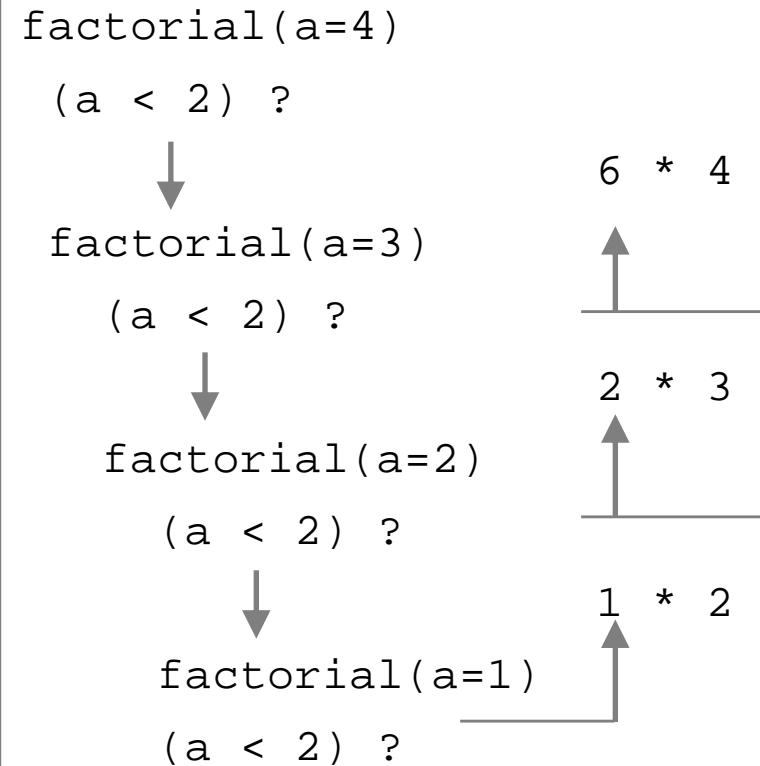 factorial(a=4)
(a < 2) ?
6 * 4
factorial(a=3)
(a < 2) ?
2 * 3
factorial(a=2)
(a < 2) ?
1 * 2
factorial(a=1)
(a < 2) ?